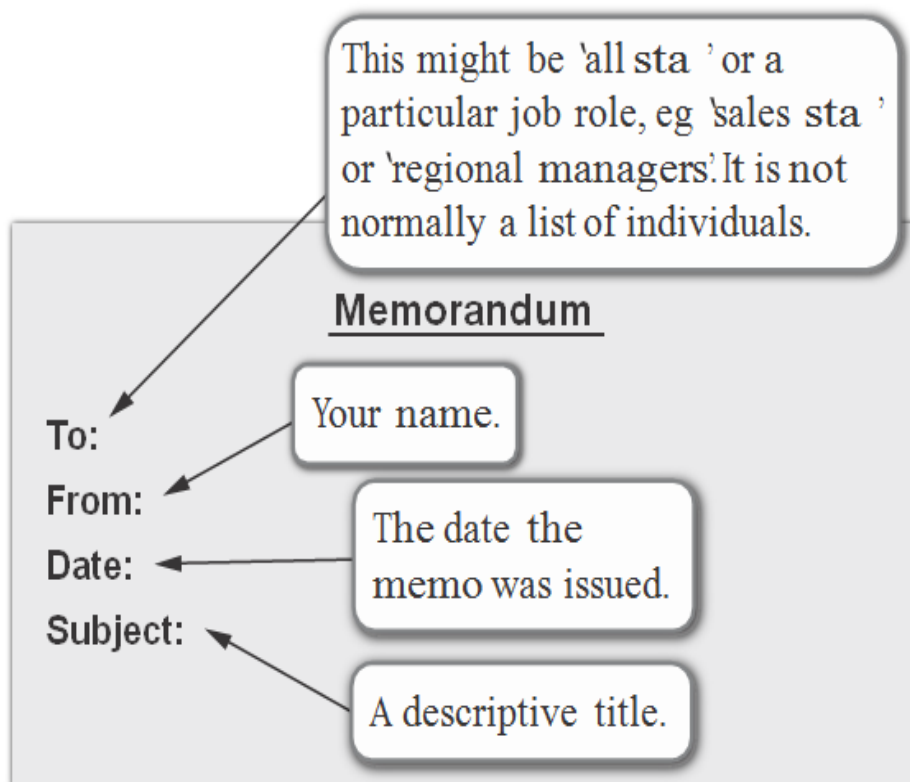 This might be ‛all sta ’ or a
particular job role, eg ‛sales sta ’
or ‛regional managers’. It is not
normally a list of individuals.
Memorandum
To:
Your name.
From:
The date the
memo was issued.
Date:
Subject:
A descriptive title.